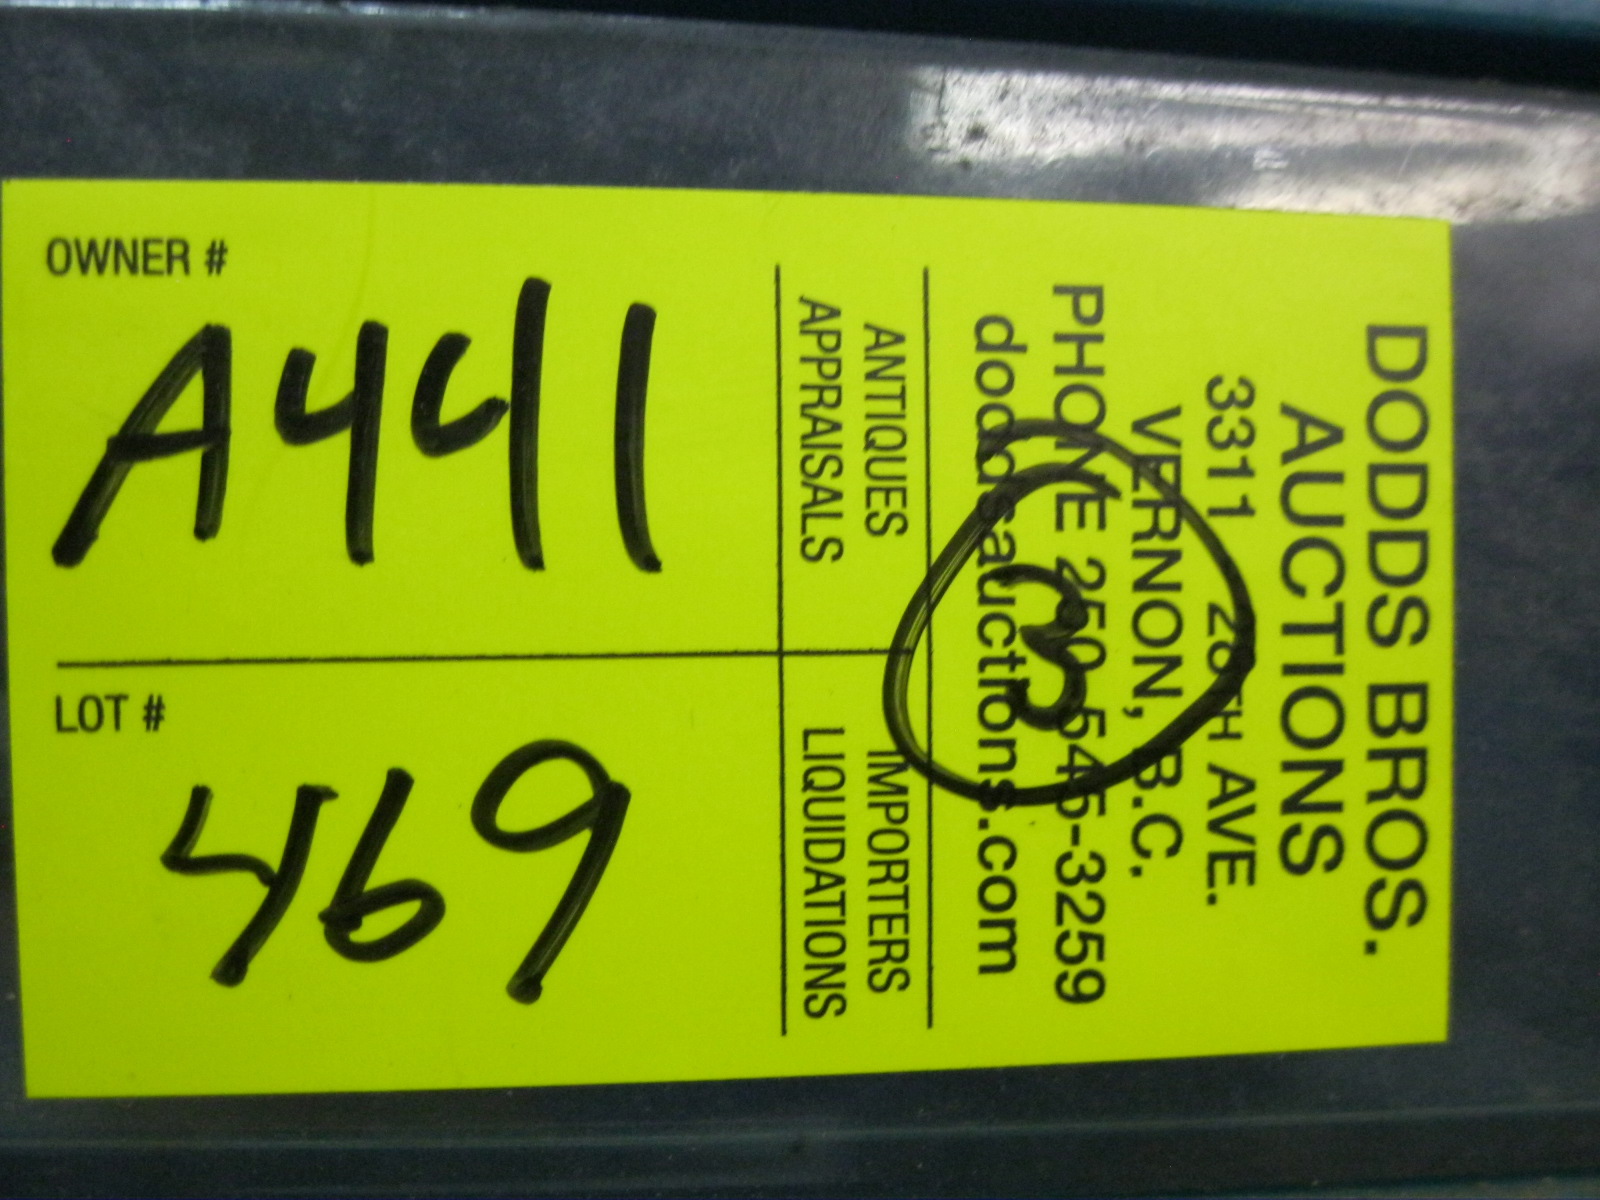 DODDS BROS.
AUCTIONS
3311 28TH AVE.
VERNON, B.C.
PHONE 250-545-3259
doddsauctions.com
3
ANTIQUES IMPORTERS
APPRAISALS LIQUIDATIONS
OWNER #
A441
LOT #
469